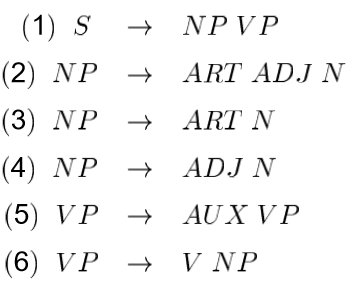 (1) S → NP VP
(2) NP → ART ADJ N
(3) NP → ART N
(4) NP → ADJ N
(5) VP → AUX VP
(6) VP → V NP